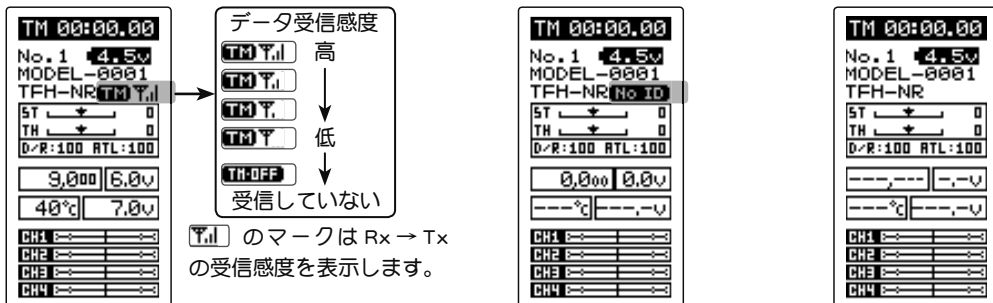 TM 00:00.00
No.1 4.5v
MODEL-0001
TFH-NR TM
ST 0
TH 0
D/R:100 ATL:100
9,000 6.0v
40℃ 7.0v
CH1
CH2
CH3
CH4
データ受信感度
TM 高
TM
TM
TM 低
TM:OFF
受信していない
のマークは Rx → Tx
の受信感度を表示します。
TM 00:00.00
No.1 4.5v
MODEL-0001
TFH-NR No ID
ST 0
TH 0
D/R:100 ATL:100
0,000 0.0v
---℃ ---.-v
CH1
CH2
CH3
CH4
TM 00:00.00
No.1 4.5v
MODEL-0001
TFH-NR
ST 0
TH 0
D/R:100 ATL:100
---,--- -.-v
---℃ ---.-v
CH1
CH2
CH3
CH4